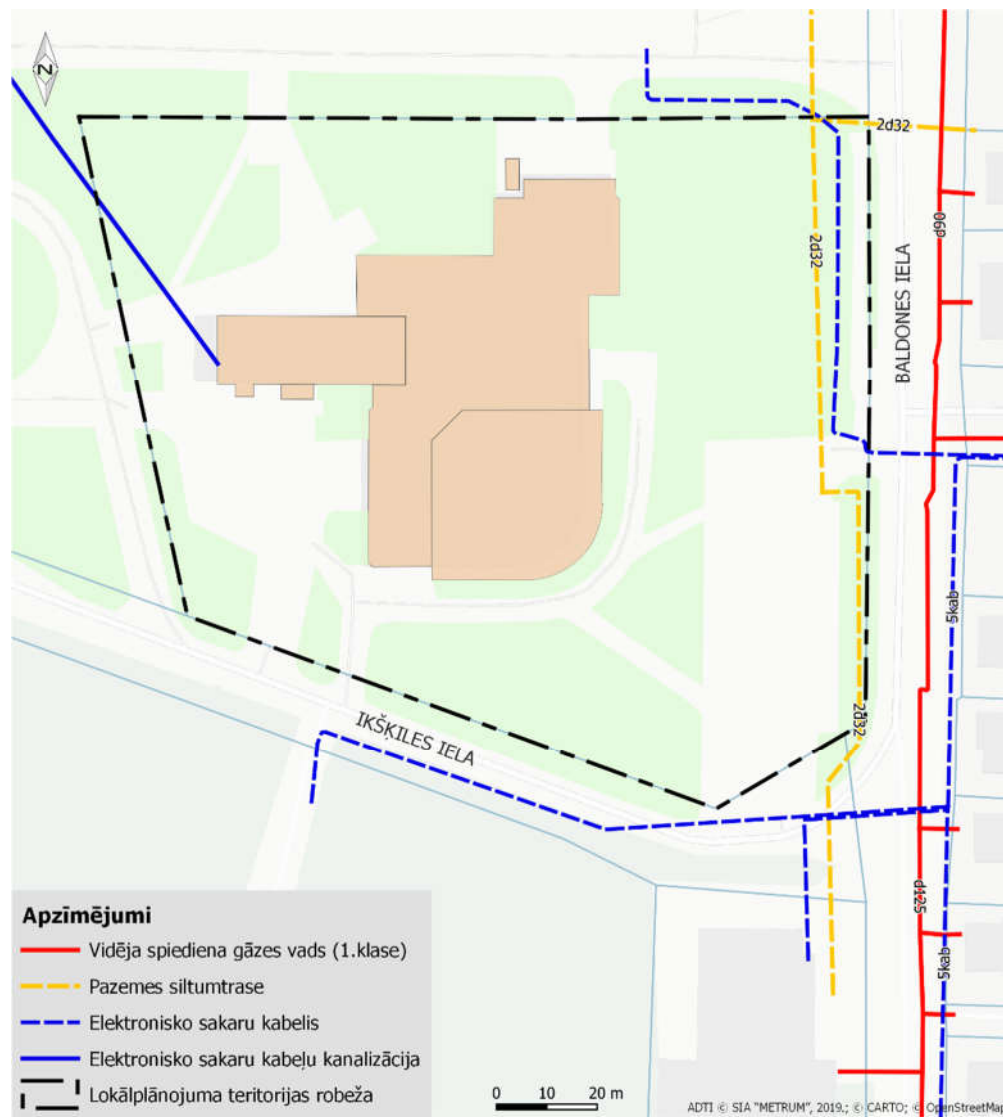 Z
2d32
d90
2d32
BALDONES IELA
5kab
2d32
IKŠĶILES IELA
d125
5kab
Apzīmējumi
Vidēja spiediena gāzes vads (1.klase)
Pazemes siltumtrase
Elektronisko sakaru kabelis
Elektronisko sakaru kabeļu kanalizācija
Lokālplānojuma teritorijas robeža
0 10 20 m
ADTI © SIA "METRUM", 2019.; © CARTO; © OpenStreetMap